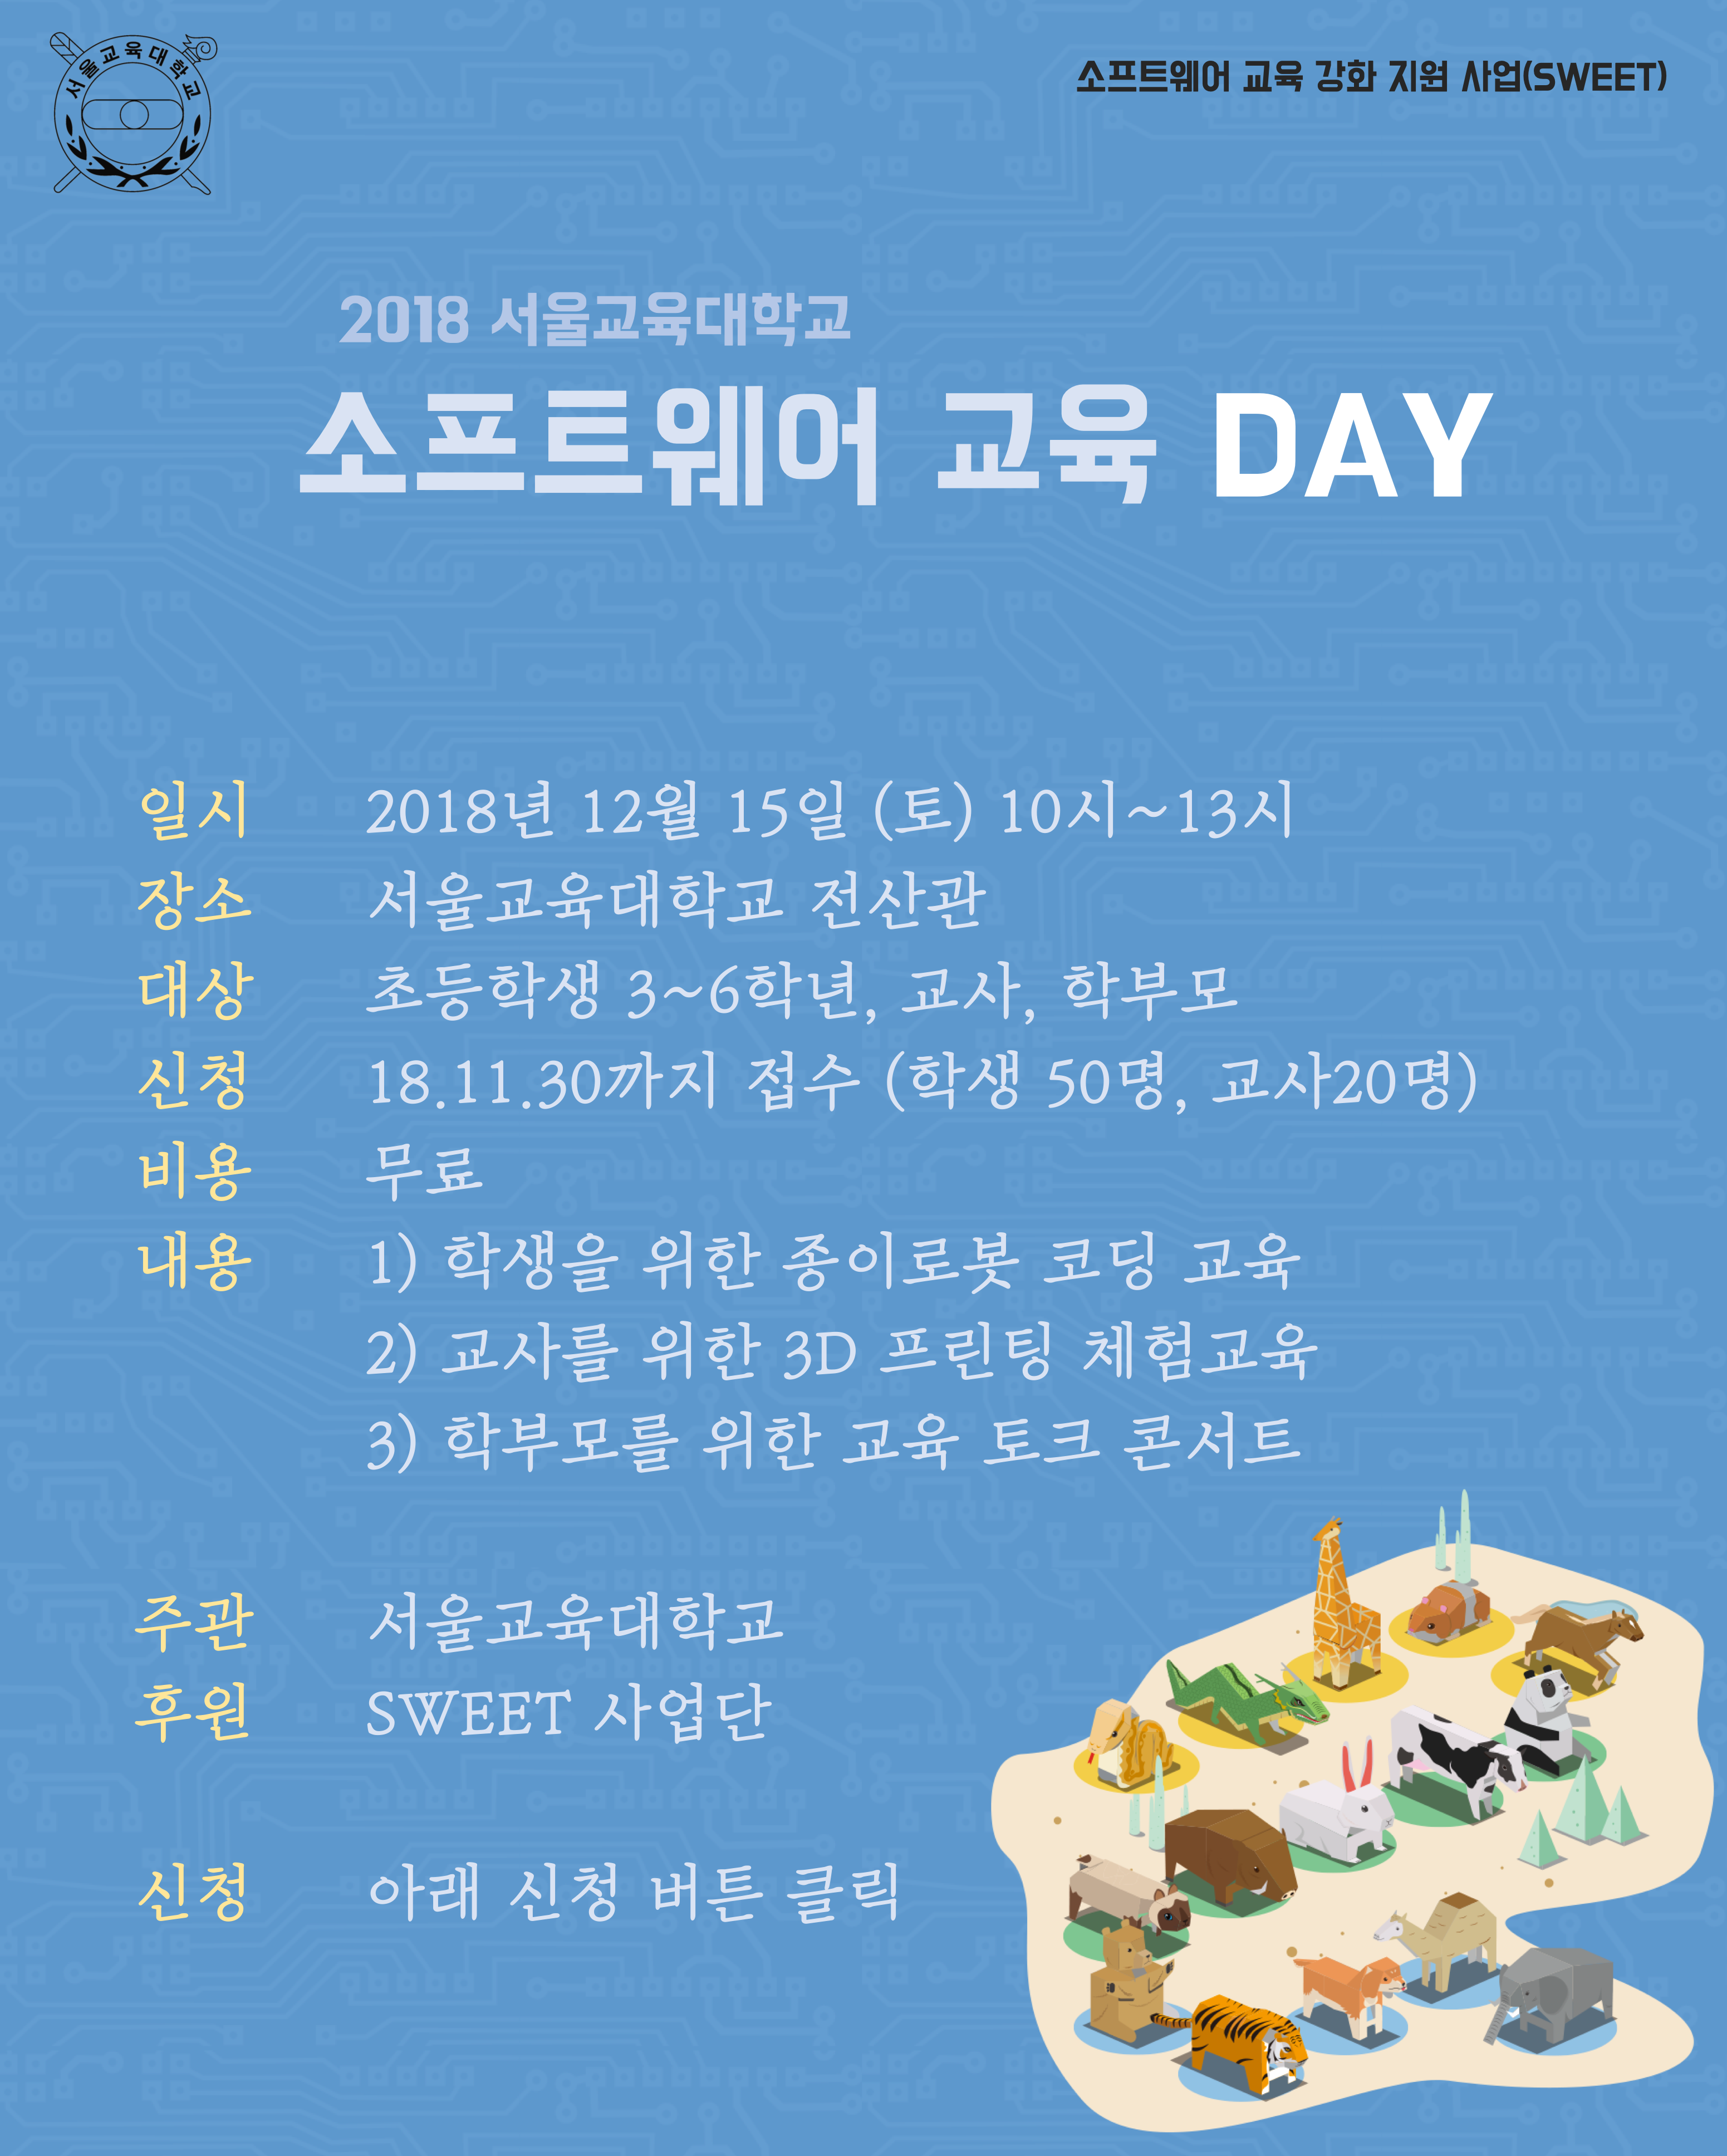 서울교육대학교
소프트웨어 교육 강화 지원 사업(SWEET)
2018 서울교육대학교
소프트웨어 교육 DAY
일시 2018년 12월 15일 (토) 10시~13시
장소 서울교육대학교 전산관
대상 초등학생 3~6학년, 교사, 학부모
신청 18.11.30까지 접수 (학생 50명, 교사20명)
비용 무료
내용 1) 학생을 위한 종이로봇 코딩 교육
2) 교사를 위한 3D 프린팅 체험교육
3) 학부모를 위한 교육 토크 콘서트
주관 서울교육대학교
후원 SWEET 사업단
신청 아래 신청 버튼 클릭